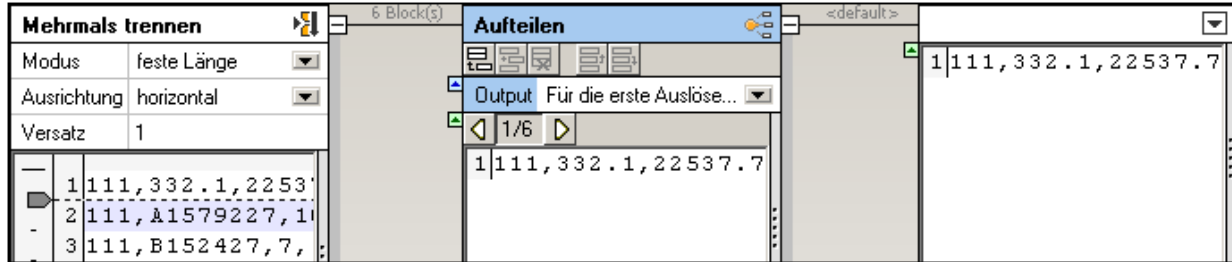 Mehrmals trennen
Modus feste Länge
Ausrichtung horizontal
Versatz 1
1 111,332.1,2253
2 111,A1579227,1
3 111,B152427,7,
6 Block(s)
Aufteilen
Output Für die erste Auslöse...
1/6
1 111,332.1,22537.7
<default>
1 111,332.1,22537.7